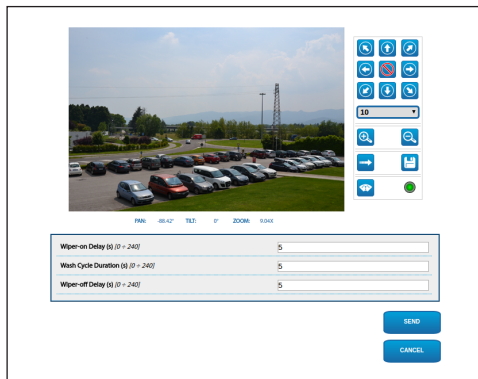 10
PAN: -88.42° TILT: 0° ZOOM: 9.04X
Wiper-on Delay (s) [0 ÷ 240] 5
Wash Cycle Duration (s) [0 ÷ 240] 5
Wiper-off Delay (s) [0 ÷ 240] 5
SEND
CANCEL